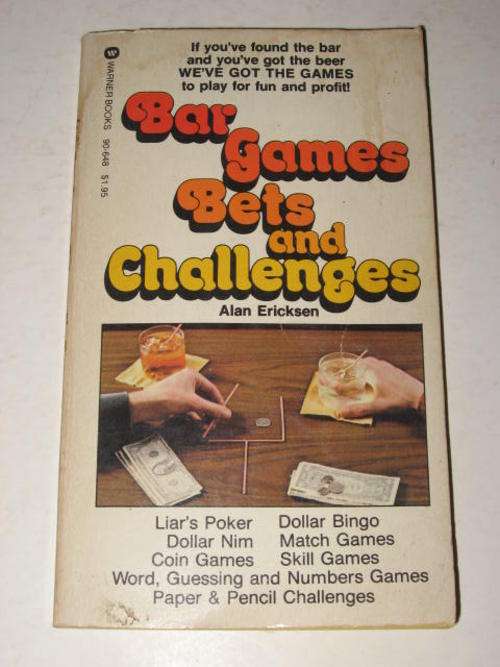 If you've found the bar
and you've got the beer
WE'VE GOT THE GAMES
to play for fun and profit!
W
WARNER BOOKS 90-648 $1.95
Bar
Games
Bets
and
Challenges
Alan Ericksen
Liar's Poker Dollar Bingo
Dollar Nim Match Games
Coin Games Skill Games
Word, Guessing and Numbers Games
Paper & Pencil Challenges